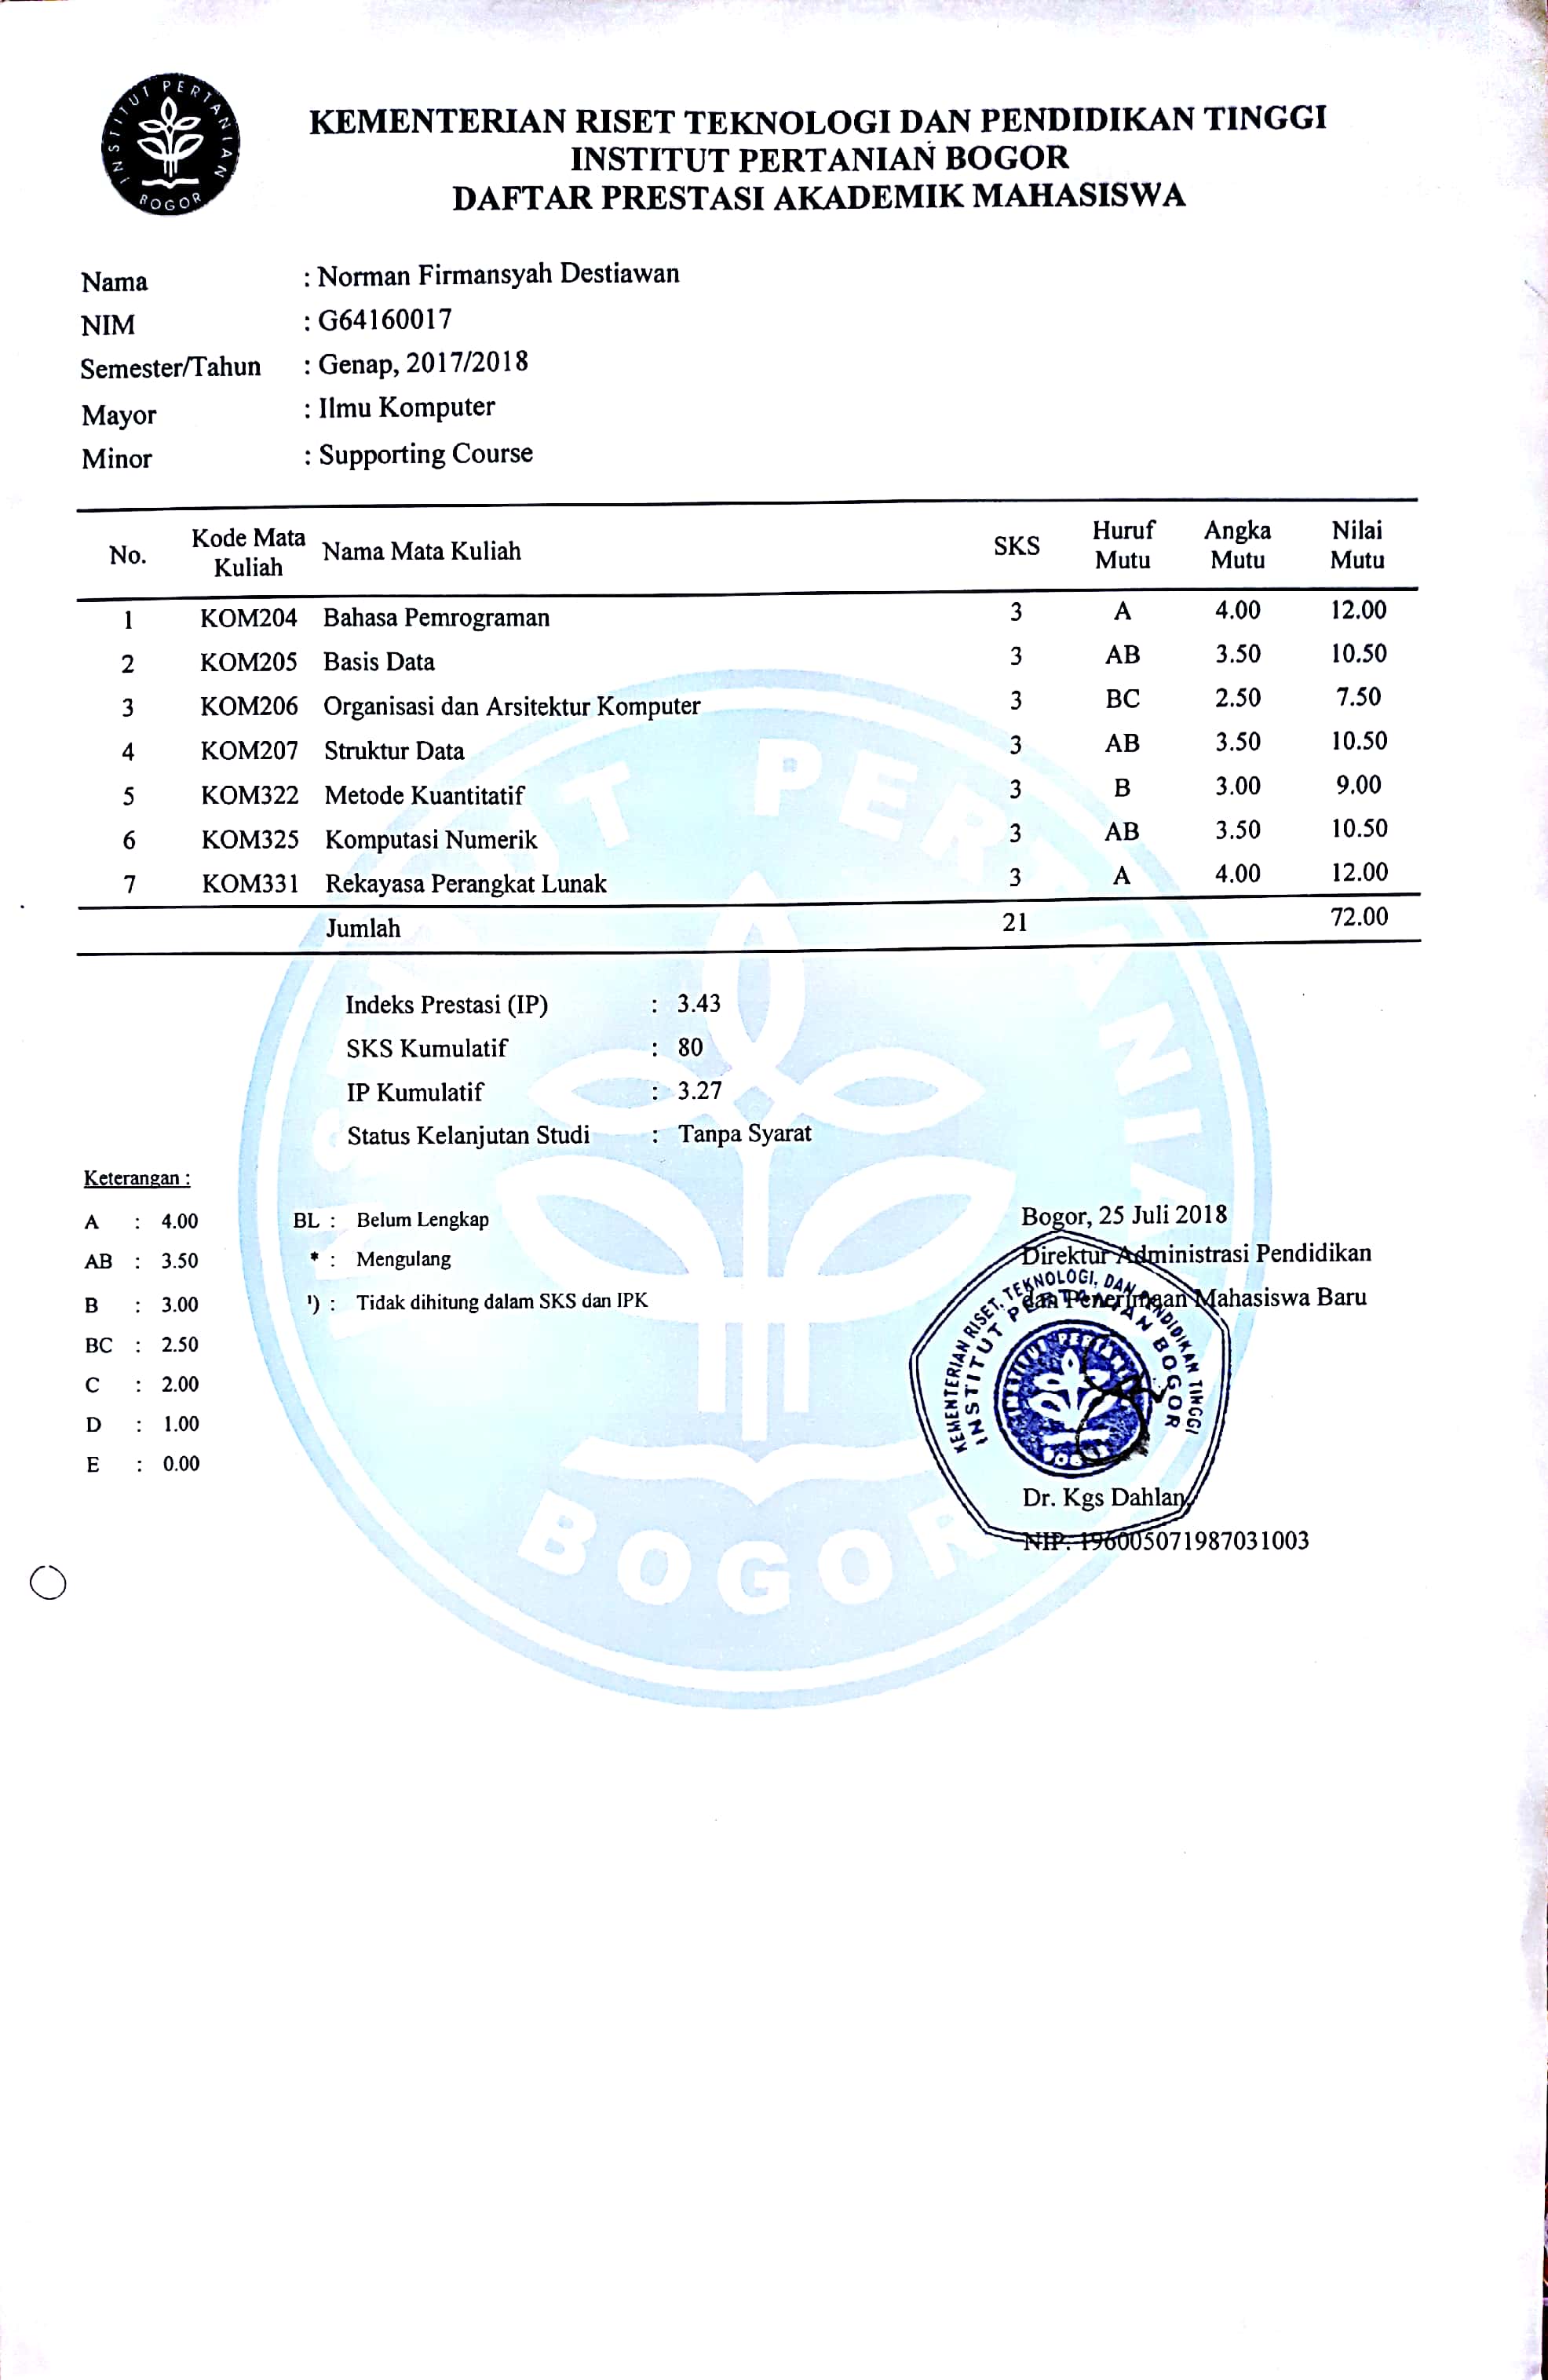 INSTITUT PERTANIAN
BOGOR
KEMENTERIAN RISET TEKNOLOGI DAN PENDIDIKAN TINGGI
INSTITUT PERTANIAN BOGOR
DAFTAR PRESTASI AKADEMIK MAHASISWA
Nama : Norman Firmansyah Destiawan
NIM : G64160017
Semester/Tahun : Genap, 2017/2018
Mayor : Ilmu Komputer
Minor : Supporting Course
No. Kode Mata Kuliah Nama Mata Kuliah SKS Huruf Mutu Angka Mutu Nilai Mutu
1 KOM204 Bahasa Pemrograman 3 A 4.00 12.00
2 KOM205 Basis Data 3 AB 3.50 10.50
3 KOM206 Organisasi dan Arsitektur Komputer 3 BC 2.50 7.50
4 KOM207 Struktur Data 3 AB 3.50 10.50
5 KOM322 Metode Kuantitatif 3 B 3.00 9.00
6 KOM325 Komputasi Numerik 3 AB 3.50 10.50
7 KOM331 Rekayasa Perangkat Lunak 3 A 4.00 12.00
Jumlah 21 72.00
Indeks Prestasi (IP) : 3.43
SKS Kumulatif : 80
IP Kumulatif : 3.27
Status Kelanjutan Studi : Tanpa Syarat
Keterangan :
A : 4.00 BL : Belum Lengkap
AB : 3.50 * : Mengulang
B : 3.00 ¹) : Tidak dihitung dalam SKS dan IPK
BC : 2.50
C : 2.00
D : 1.00
E : 0.00
Bogor, 25 Juli 2018
Direktur Administrasi Pendidikan
dan Penerimaan Mahasiswa Baru
KEMENTERIAN RISET, TEKNOLOGI, DAN PENDIDIKAN TINGGI
INSTITUT PERTANIAN BOGOR
Dr. Kgs Dahlan
NIP. 196005071987031003
INSTITUT PERTANIAN
BOGOR